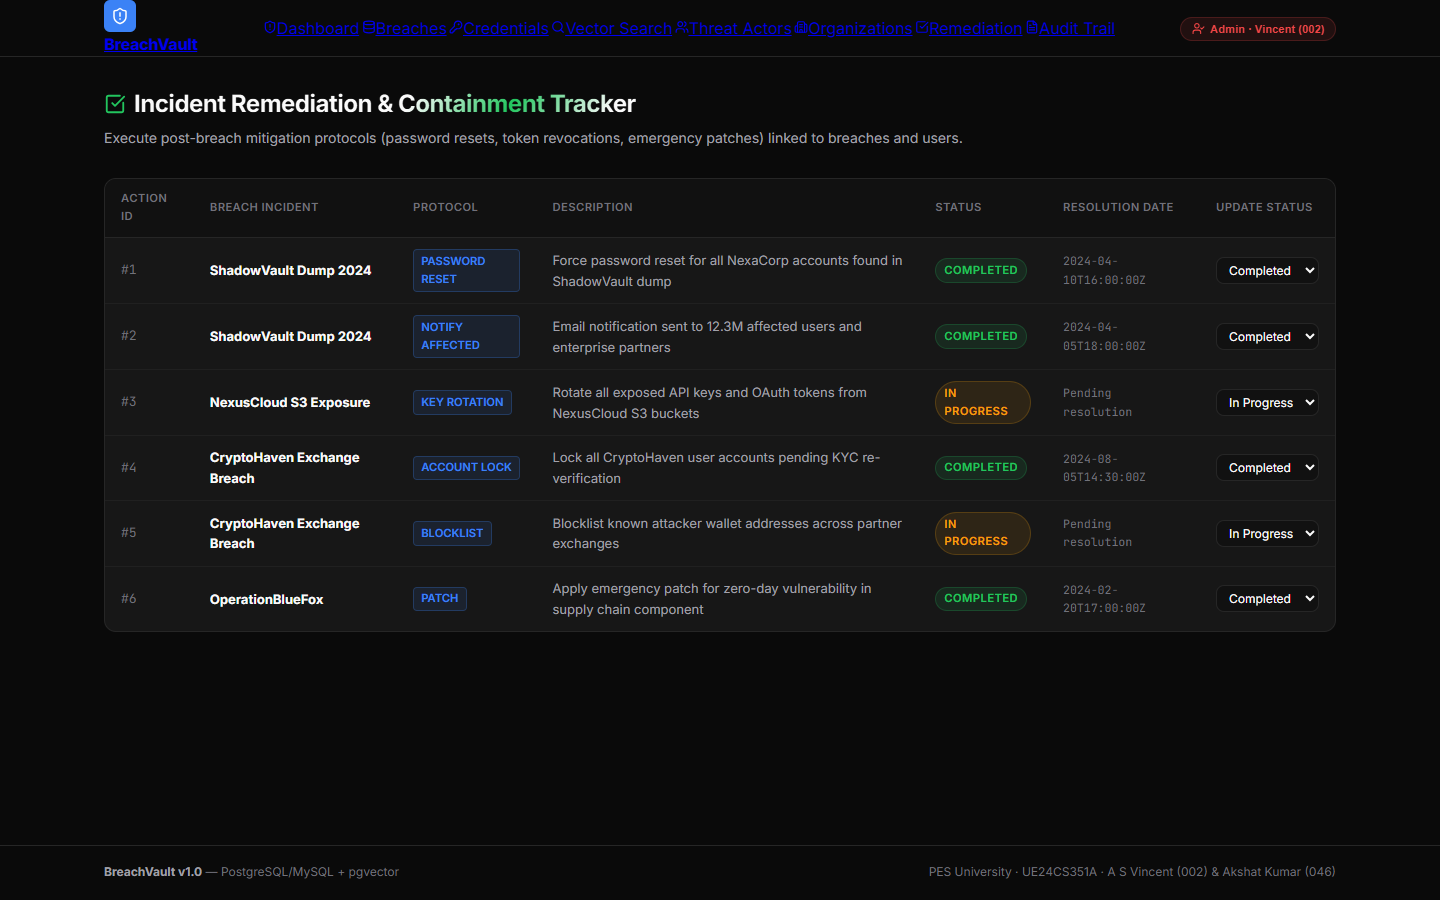 BreachVault
Dashboard Breaches Credentials Vector Search Threat Actors Organizations Remediation Audit Trail
Admin · Vincent (002)
Incident Remediation & Containment Tracker
Execute post-breach mitigation protocols (password resets, token revocations, emergency patches) linked to breaches and users.
ACTION ID BREACH INCIDENT PROTOCOL DESCRIPTION STATUS RESOLUTION DATE UPDATE STATUS
#1 ShadowVault Dump 2024 PASSWORD RESET Force password reset for all NexaCorp accounts found in ShadowVault dump COMPLETED 2024-04-10T16:00:00Z Completed
#2 ShadowVault Dump 2024 NOTIFY AFFECTED Email notification sent to 12.3M affected users and enterprise partners COMPLETED 2024-04-05T18:00:00Z Completed
#3 NexusCloud S3 Exposure KEY ROTATION Rotate all exposed API keys and OAuth tokens from NexusCloud S3 buckets IN PROGRESS Pending resolution In Progress
#4 CryptoHaven Exchange Breach ACCOUNT LOCK Lock all CryptoHaven user accounts pending KYC re-verification COMPLETED 2024-08-05T14:30:00Z Completed
#5 CryptoHaven Exchange Breach BLOCKLIST Blocklist known attacker wallet addresses across partner exchanges IN PROGRESS Pending resolution In Progress
#6 OperationBlueFox PATCH Apply emergency patch for zero-day vulnerability in supply chain component COMPLETED 2024-02-20T17:00:00Z Completed
BreachVault v1.0 — PostgreSQL/MySQL + pgvector
PES University · UE24CS351A · A S Vincent (002) & Akshat Kumar (046)